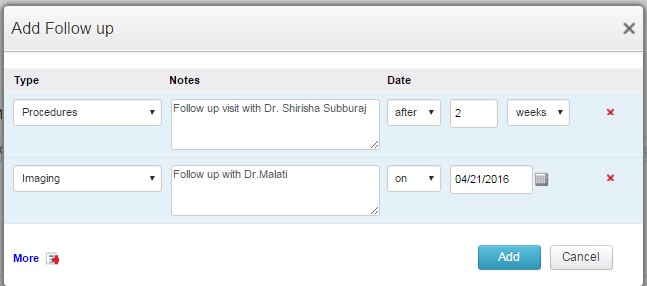 Add Follow up
Type Notes Date
Procedures Follow up visit with Dr. Shirisha Subburaj after 2 weeks
Imaging Follow up with Dr.Malati on 04/21/2016
More Add Cancel